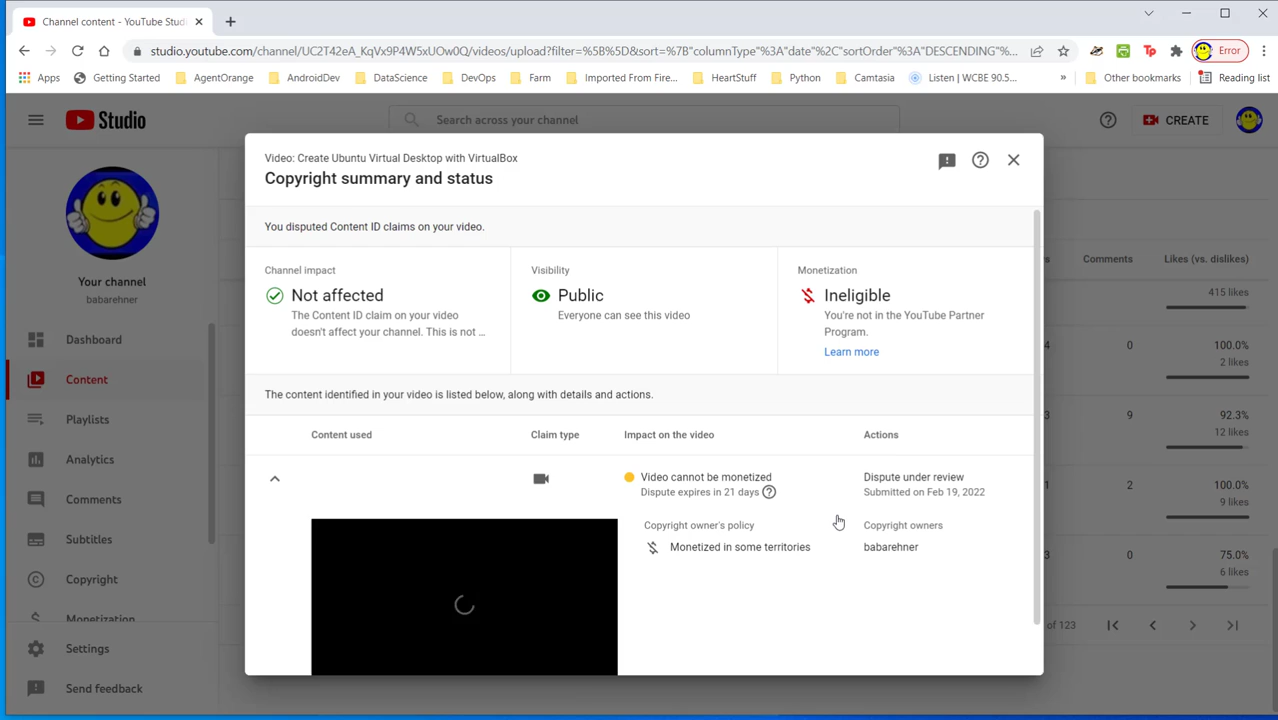 Channel content - YouTube Stud
studio.youtube.com/channel/UC2T42eA_KqVx9P4W5xUOw0Q/videos/upload?filter=%5B%5D&sort=%7B"columnType"%3A"date"%2C"sortOrder"%3A"DESCENDING"%...
Tp
Error
Apps
Getting Started
AgentOrange
AndroidDev
DataScience
DevOps
Farm
Imported From Fire...
HeartStuff
Python
Camtasia
Listen | WCBE 90.5...
»
Other bookmarks
Reading list
Studio
Search across your channel
CREATE
Your channel
babarehner
Dashboard
Content
Playlists
Analytics
Comments
Subtitles
Copyright
Monetization
Settings
Send feedback
Video: Create Ubuntu Virtual Desktop with VirtualBox
Copyright summary and status
You disputed Content ID claims on your video.
Channel impact
Not affected
The Content ID claim on your video
doesn't affect your channel. This is not ...
Visibility
Public
Everyone can see this video
Monetization
Ineligible
You're not in the YouTube Partner
Program.
Learn more
The content identified in your video is listed below, along with details and actions.
Content used
Claim type
Impact on the video
Actions
Video cannot be monetized
Dispute expires in 21 days
Dispute under review
Submitted on Feb 19, 2022
Copyright owner's policy
Monetized in some territories
Copyright owners
babarehner
s
Comments
Likes (vs. dislikes)
415 likes
4
0
100.0%
2 likes
3
9
92.3%
12 likes
1
2
100.0%
9 likes
3
0
75.0%
6 likes
of 123